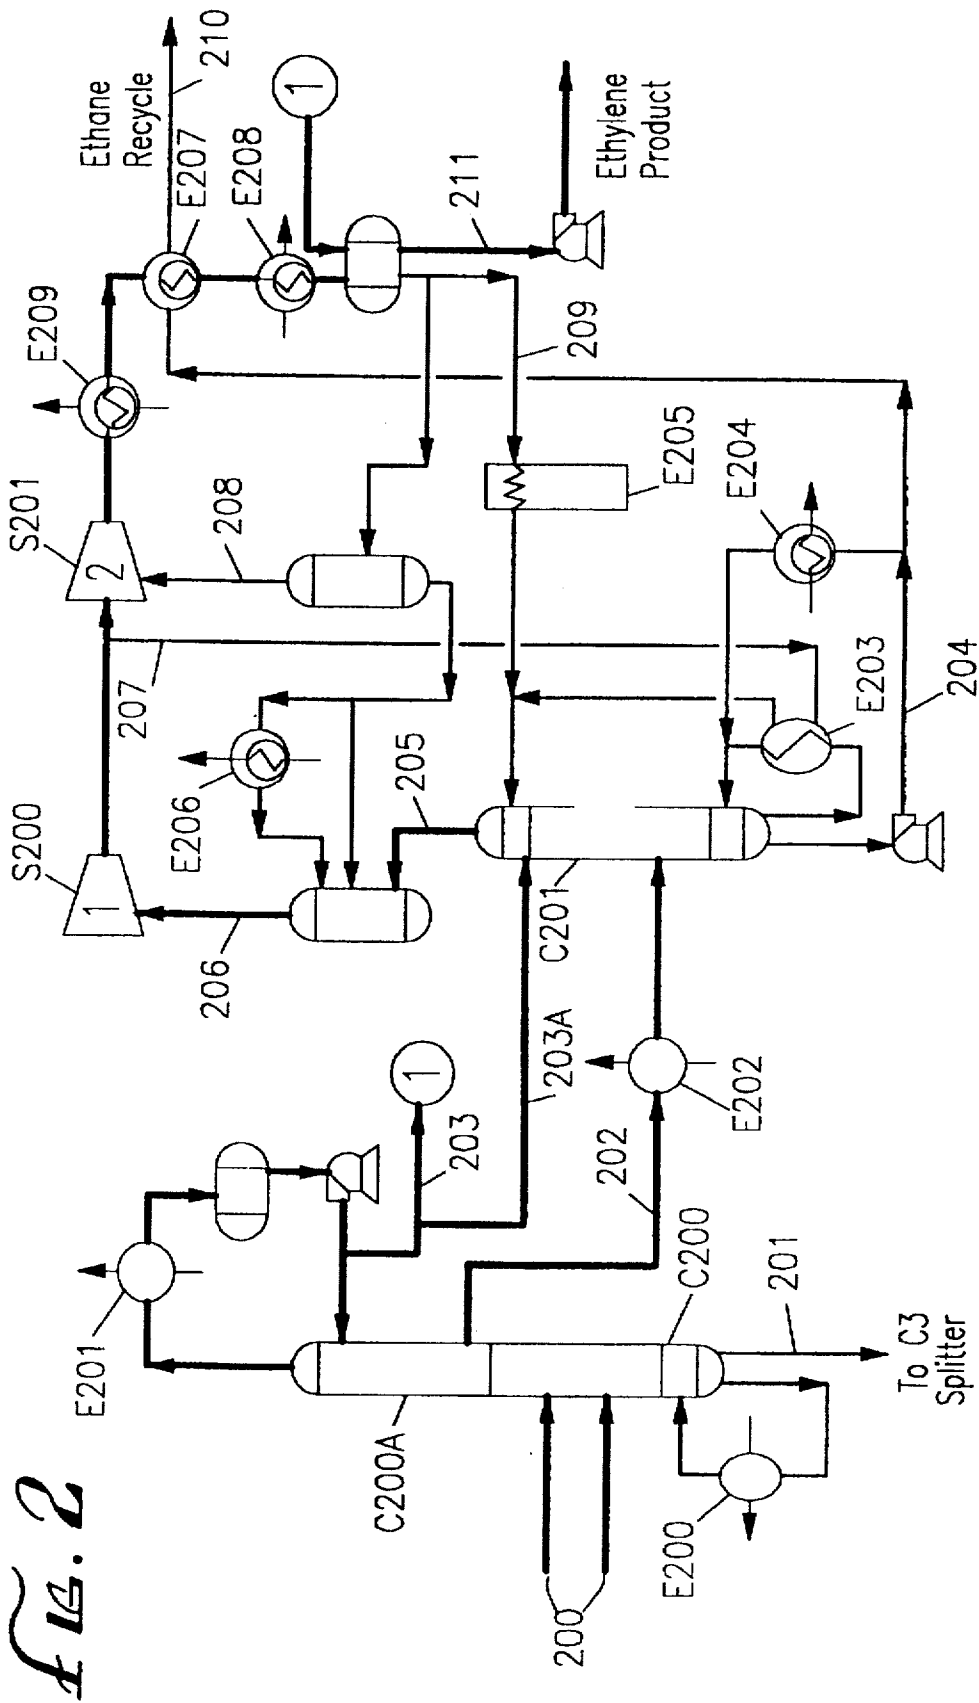 Fig. 2
E201
C200A
200
E200
C200
201
To C3
Splitter
202
E202
203
1
203A
C201
S200
1
206
E206
205
207
S201
2
208
E209
E203
204
E204
E205
209
211
E208
E207
Ethane
Recycle
210
1
Ethylene
Product